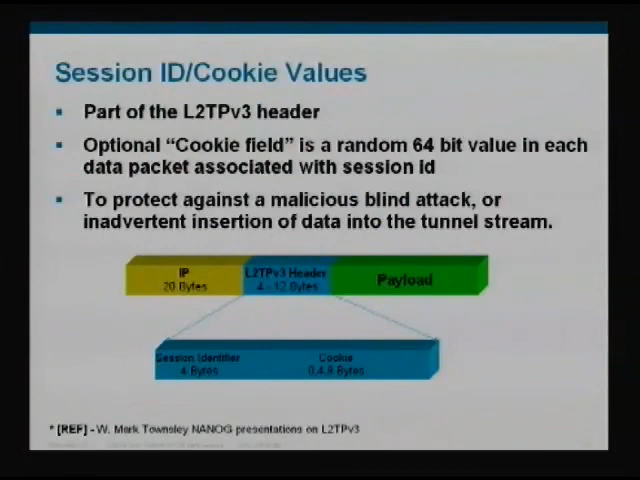 Session ID/Cookie Values
Part of the L2TPv3 header
Optional “Cookie field” is a random 64 bit value in each
data packet associated with session id
To protect against a malicious blind attack, or
inadvertent insertion of data into the tunnel stream.
IP L2TPv3 Header Payload
20 Bytes 4 - 12 Bytes
Session Identifier Cookie
4 Bytes 0,4,8 Bytes
* [REF] - W. Mark Townsley NANOG presentations on L2TPv3